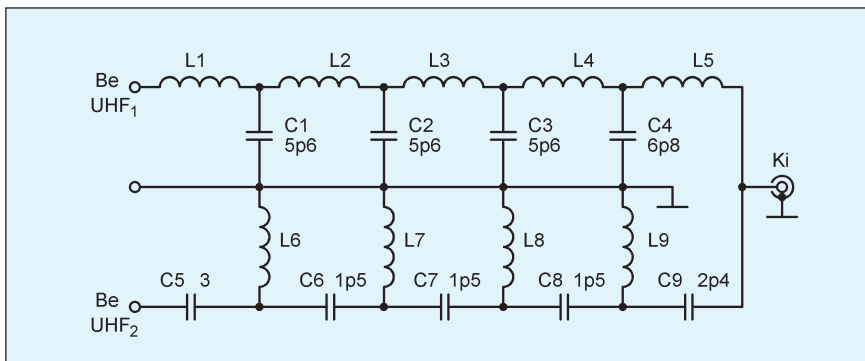 L1 L2 L3 L4 L5
Be
UHF1
C1
5p6
C2
5p6
C3
5p6
C4
6p8
Ki
L6 L7 L8 L9
C5 3 C6 1p5 C7 1p5 C8 1p5 C9 2p4
Be
UHF2